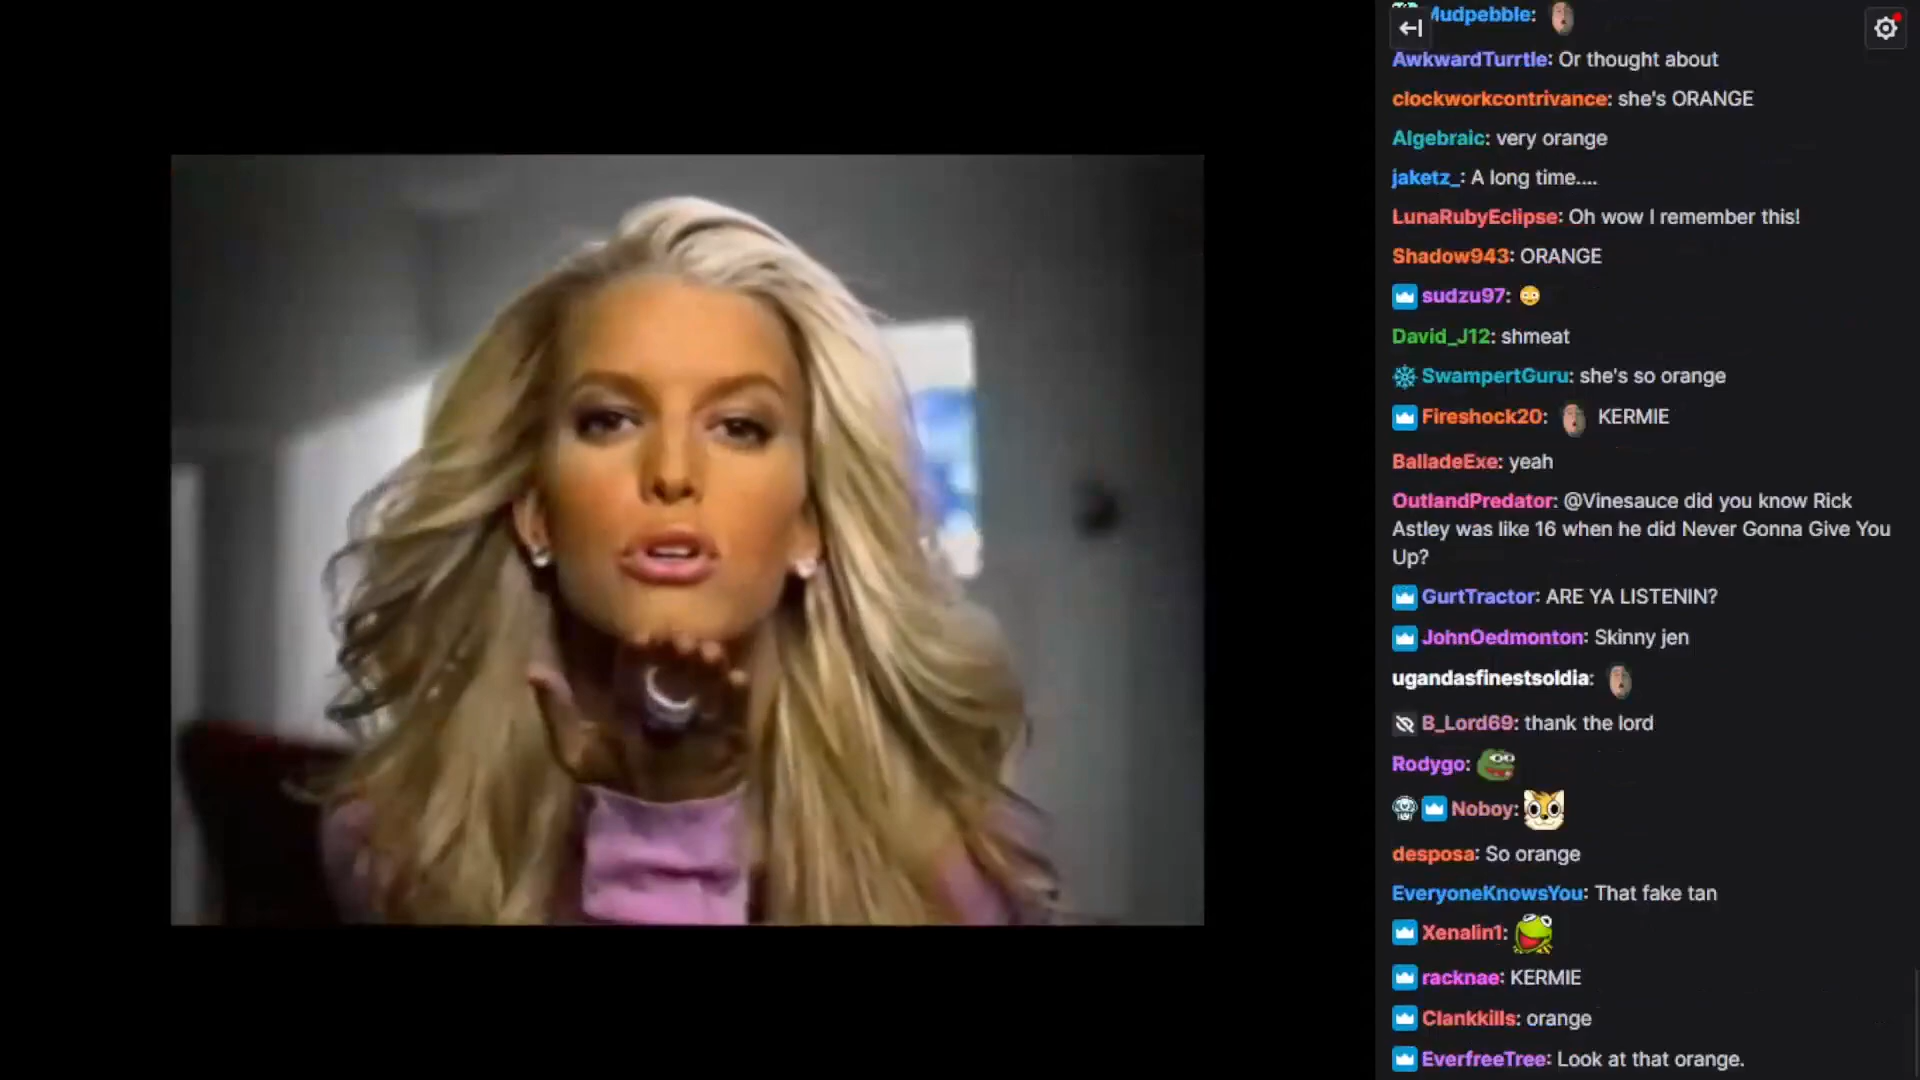 Mudpebble:
AwkwardTurrtle: Or thought about
clockworkcontrivance: she's ORANGE
Algebraic: very orange
jaketz_: A long time....
LunaRubyEclipse: Oh wow I remember this!
Shadow943: ORANGE
sudzu97:
David_J12: shmeat
SwampertGuru: she's so orange
Fireshock20: KERMIE
BalladeExe: yeah
OutlandPredator: @Vinesauce did you know Rick
Astley was like 16 when he did Never Gonna Give You
Up?
GurtTractor: ARE YA LISTENIN?
JohnOedmonton: Skinny jen
ugandasfinestsoldia:
B_Lord69: thank the lord
Rodygo:
Noboy:
desposa: So orange
EveryoneKnowsYou: That fake tan
Xenalin1:
racknae: KERMIE
Clankkills: orange
EverfreeTree: Look at that orange.